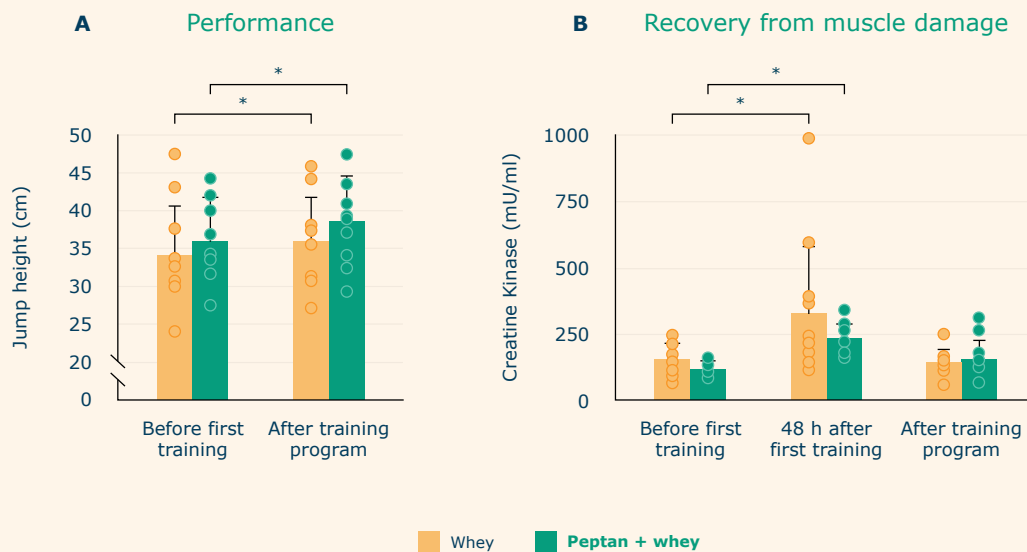 A Performance
*
*
50
45
40
35
30
25
20
0
Jump height (cm)
Before first
training
After training
program
B Recovery from muscle damage
*
*
1000
750
500
250
0
Creatine Kinase (mU/ml)
Before first
training
48 h after
first training
After training
program
Whey
Peptan + whey